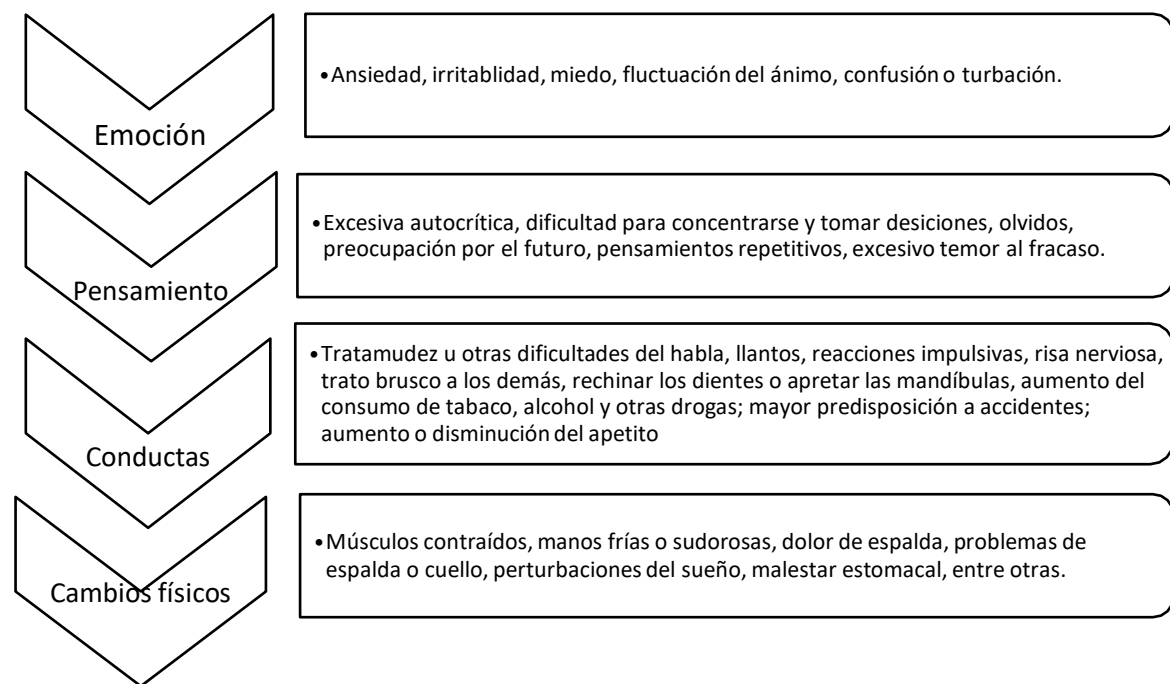 Emoción
•Ansiedad, irritablidad, miedo, fluctuación del ánimo, confusión o turbación.
Pensamiento
•Excesiva autocrítica, dificultad para concentrarse y tomar desiciones, olvidos,
preocupación por el futuro, pensamientos repetitivos, excesivo temor al fracaso.
Conductas
•Tratamudez u otras dificultades del habla, llantos, reacciones impulsivas, risa nerviosa,
trato brusco a los demás, rechinar los dientes o apretar las mandíbulas, aumento del
consumo de tabaco, alcohol y otras drogas; mayor predisposición a accidentes;
aumento o disminución del apetito
Cambios físicos
•Músculos contraídos, manos frías o sudorosas, dolor de espalda, problemas de
espalda o cuello, perturbaciones del sueño, malestar estomacal, entre otras.